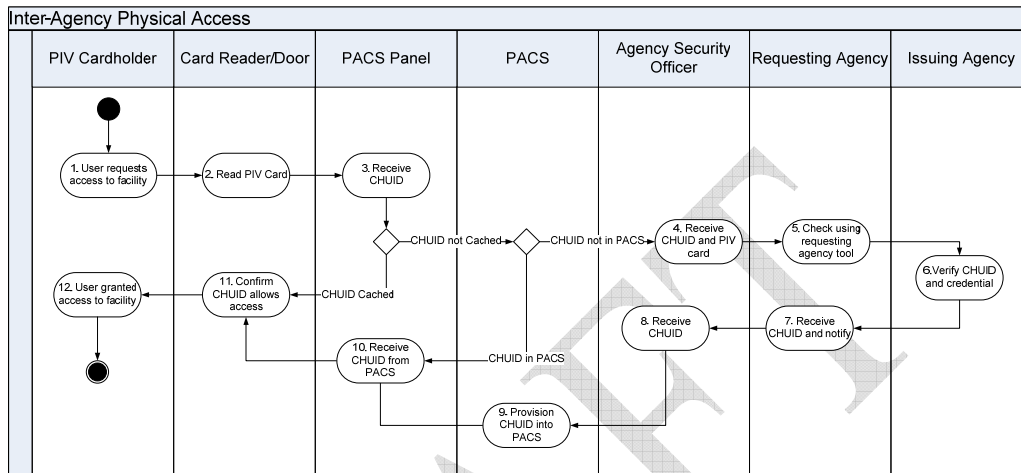 Inter-Agency Physical Access
PIV Cardholder
Card Reader/Door
PACS Panel
PACS
Agency Security
Officer
Requesting Agency
Issuing Agency
1. User requests
access to facility
2. Read PIV Card
3. Receive
CHUID
CHUID not Cached
CHUID not in PACS
4. Receive
CHUID and PIV
card
5. Check using
requesting
agency tool
6.Verify CHUID
and credential
12. User granted
access to facility
11. Confirm
CHUID allows
access
CHUID Cached
8. Receive
CHUID
7. Receive
CHUID and notify
10. Receive
CHUID from
PACS
CHUID in PACS
9. Provision
CHUID into
PACS